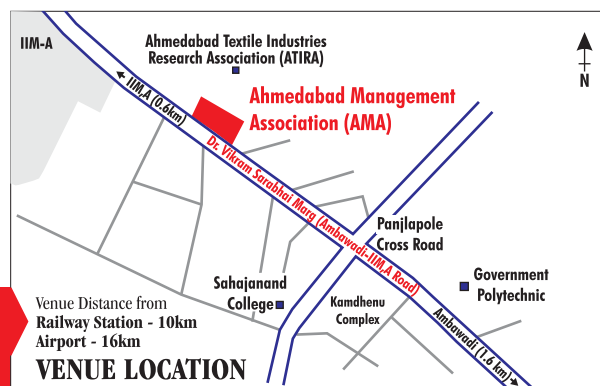 IIM-A
Ahmedabad Textile Industries
Research Association (ATIRA)
N
IIM,A (0.6km)
Ahmedabad Management
Association (AMA)
Dr. Vikram Sarabhai Marg (Ambawadi-IIM,A Road)
Panjlapole
Cross Road
Sahajanand
College
Kamdhenu
Complex
Government
Polytechnic
Ambawadi (1.6 km)
Venue Distance from
Railway Station - 10km
Airport - 16km
VENUE LOCATION